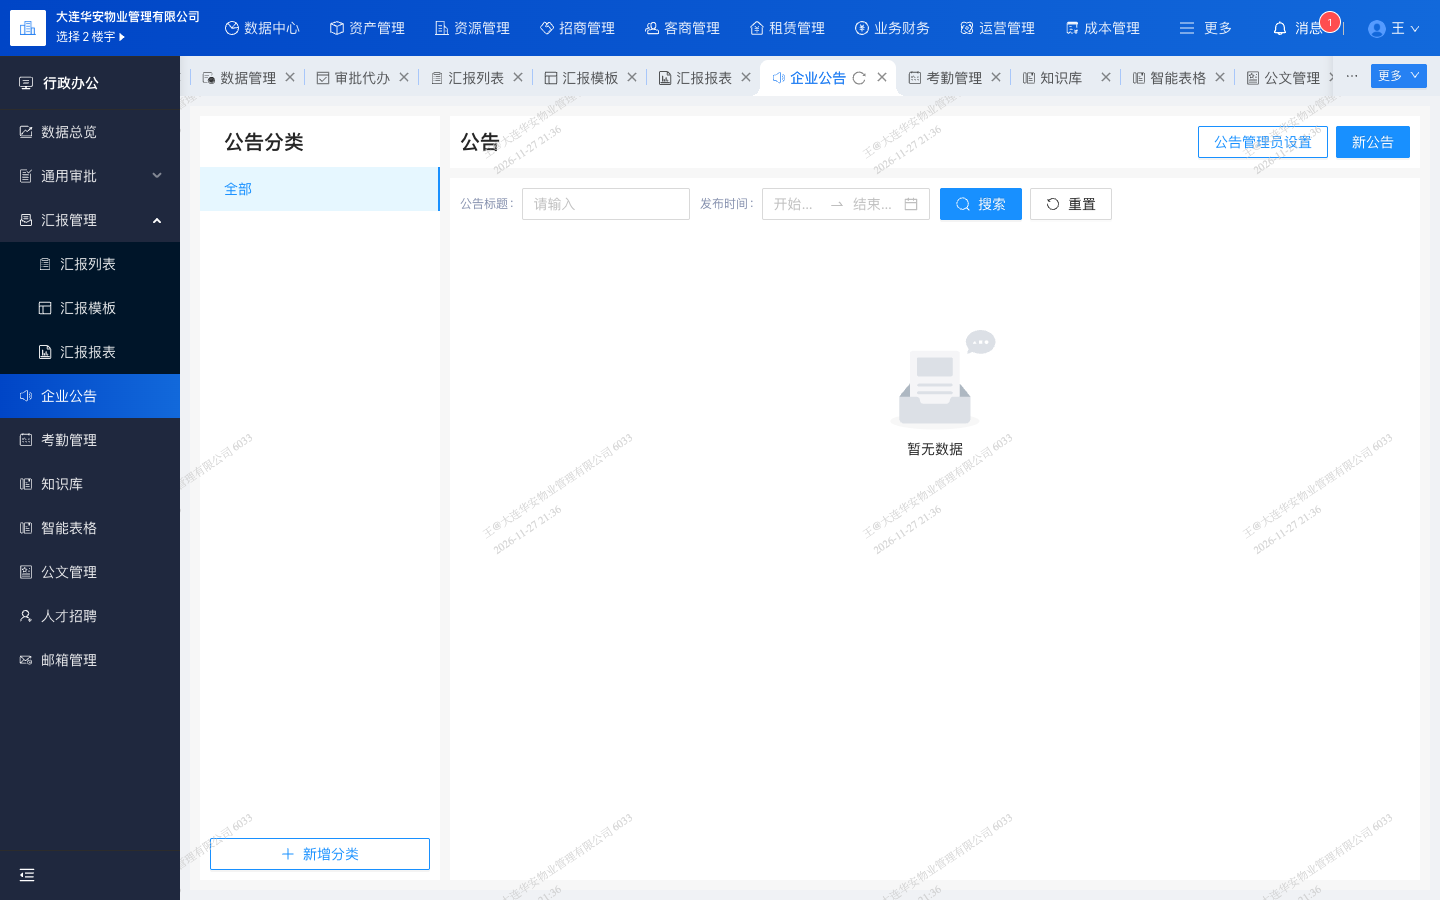 大连华安物业管理有限公司
选择 2 楼宇
数据中心
资产管理
资源管理
招商管理
客商管理
租赁管理
业务财务
运营管理
成本管理
更多
消息
1
王
行政办公
数据总览
通用审批
汇报管理
汇报列表
汇报模板
汇报报表
企业公告
考勤管理
知识库
智能表格
公文管理
人才招聘
邮箱管理
数据管理
审批代办
汇报列表
汇报模板
汇报报表
企业公告
考勤管理
知识库
智能表格
公文管理
更多
公告分类
全部
新增分类
公告
公告管理员设置
新公告
公告标题：
请输入
发布时间：
开始...
结束...
搜索
重置
暂无数据
王@大连华安物业管理有限公司 6033
2026-11-27 21:36